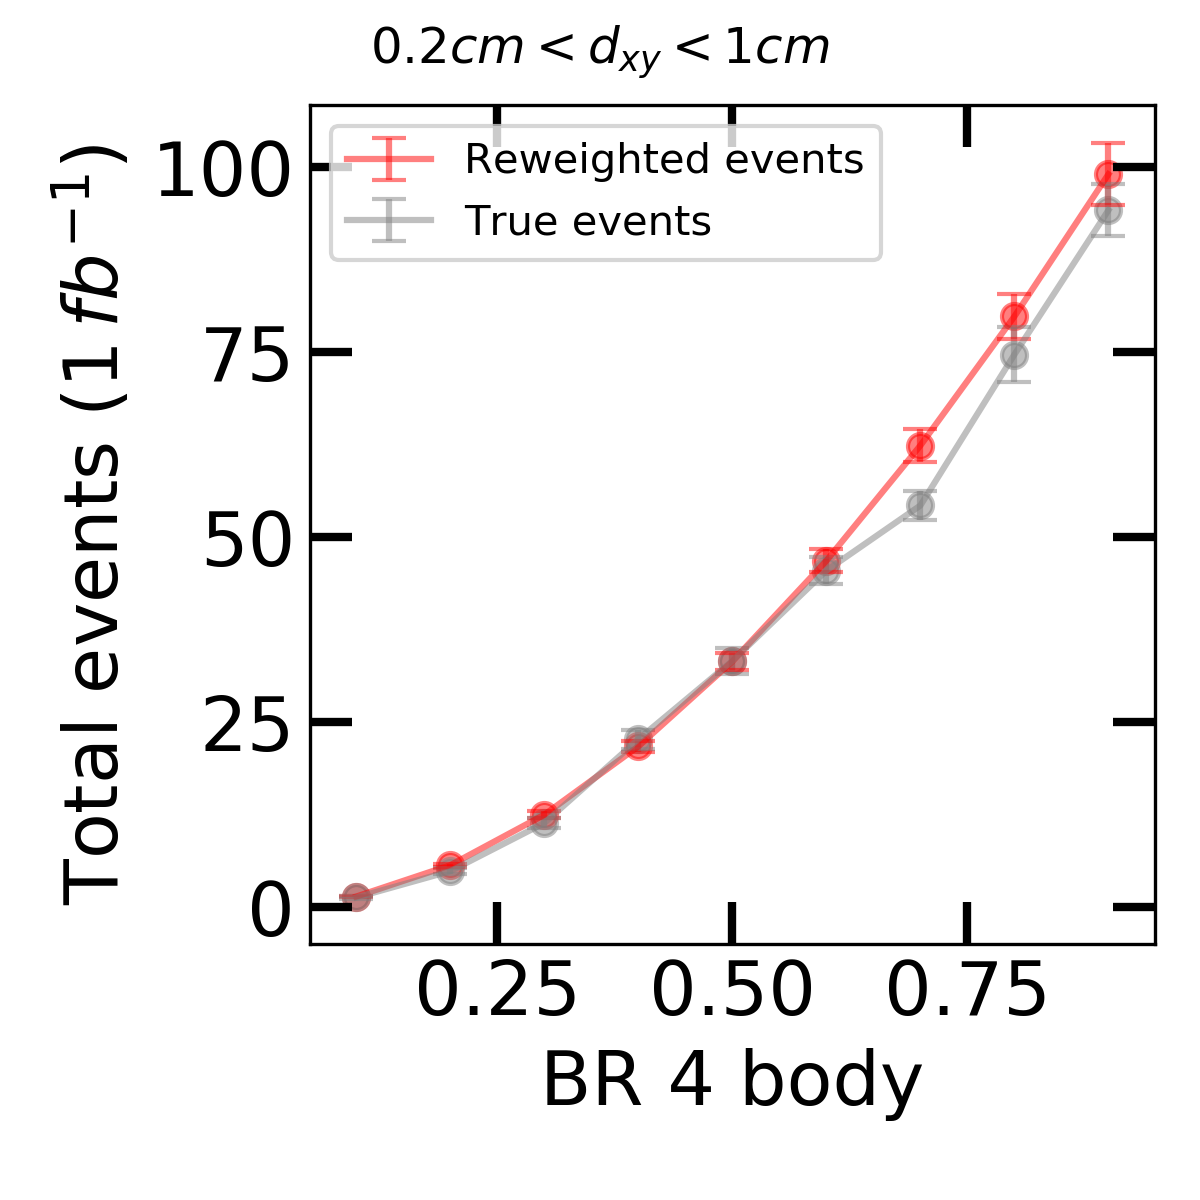 0.2cm < d_xy < 1cm
Reweighted events
True events
Total events (1 fb⁻¹)
100
75
50
25
0
0.25 0.50 0.75
BR 4 body